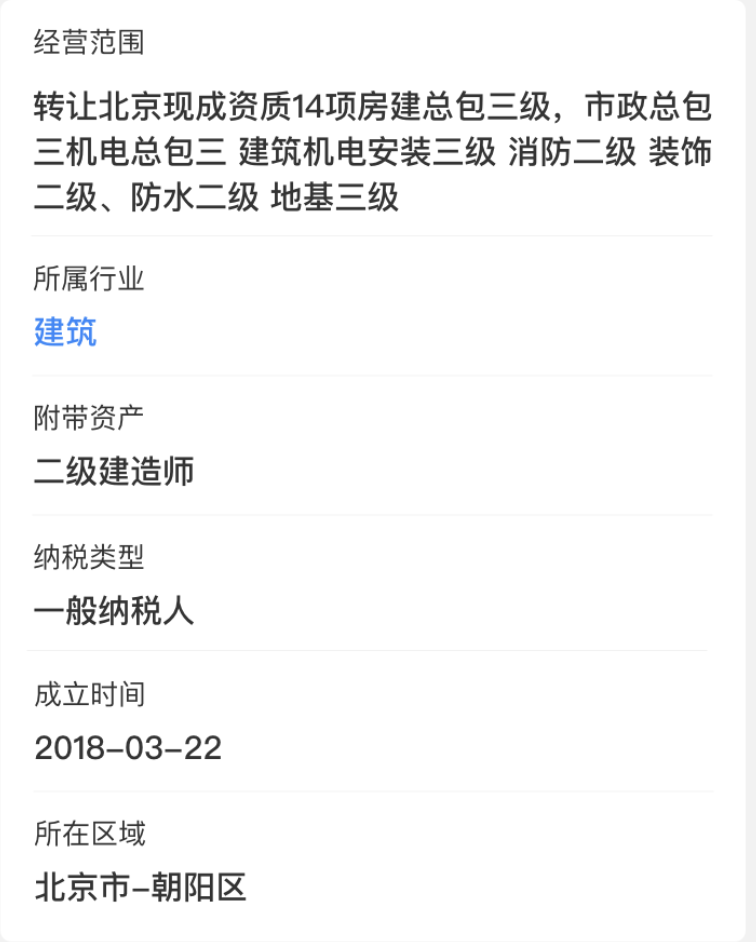 经营范围
转让北京现成资质14项房建总包三级，市政总包
三机电总包三 建筑机电安装三级 消防二级 装饰
二级、防水二级 地基三级
所属行业
建筑
附带资产
二级建造师
纳税类型
一般纳税人
成立时间
2018-03-22
所在区域
北京市-朝阳区